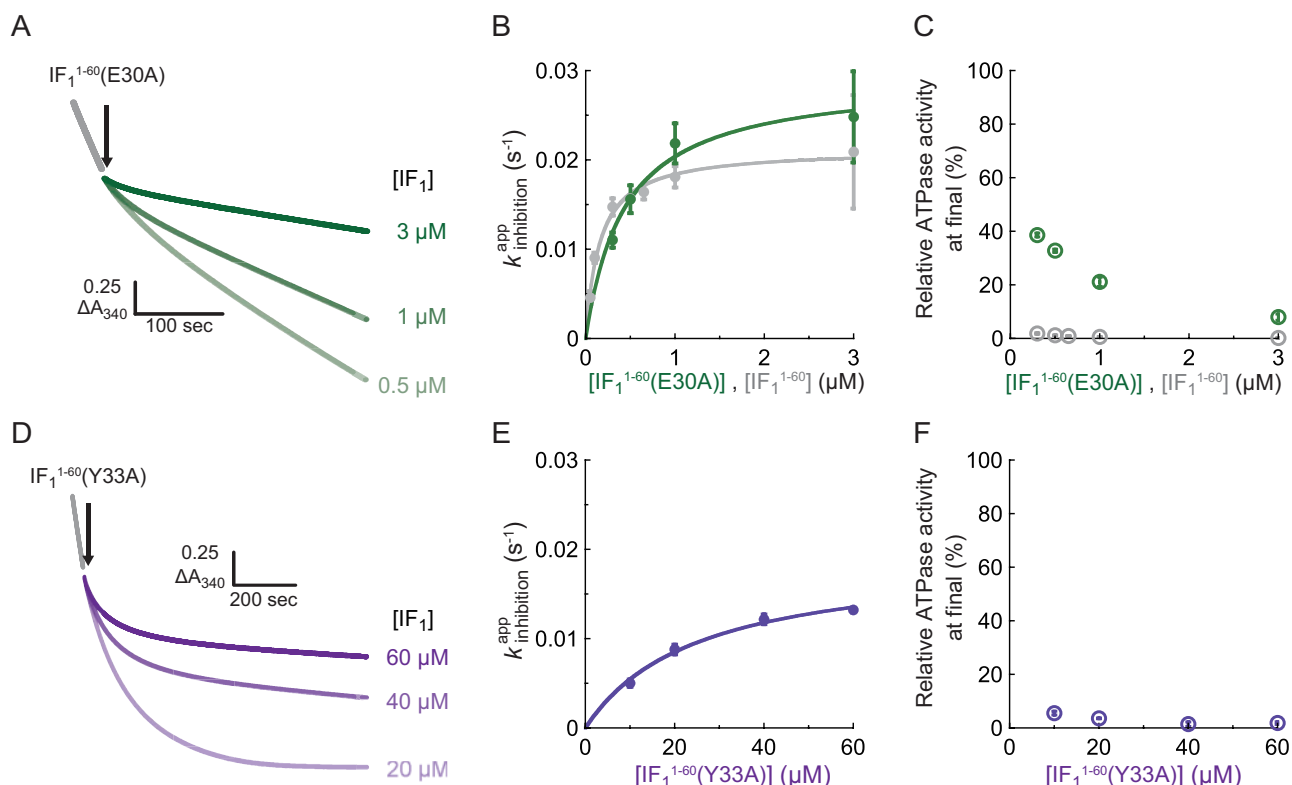 A
IF₁¹⁻⁶⁰(E30A)
[IF₁]
3 μM
1 μM
0.5 μM
0.25
ΔA₃₄₀
100 sec
B
k app inhibition (s⁻¹)
0.03
0.02
0.01
0
0 1 2 3
[IF₁¹⁻⁶⁰(E30A)] , [IF₁¹⁻⁶⁰] (μM)
C
Relative ATPase activity
at final (%)
100
80
60
40
20
0
0 1 2 3
[IF₁¹⁻⁶⁰(E30A)] , [IF₁¹⁻⁶⁰] (μM)
D
IF₁¹⁻⁶⁰(Y33A)
0.25
ΔA₃₄₀
200 sec
[IF₁]
60 μM
40 μM
20 μM
E
k app inhibition (s⁻¹)
0.03
0.02
0.01
0
0 20 40 60
[IF₁¹⁻⁶⁰(Y33A)] (μM)
F
Relative ATPase activity
at final (%)
100
80
60
40
20
0
0 20 40 60
[IF₁¹⁻⁶⁰(Y33A)] (μM)